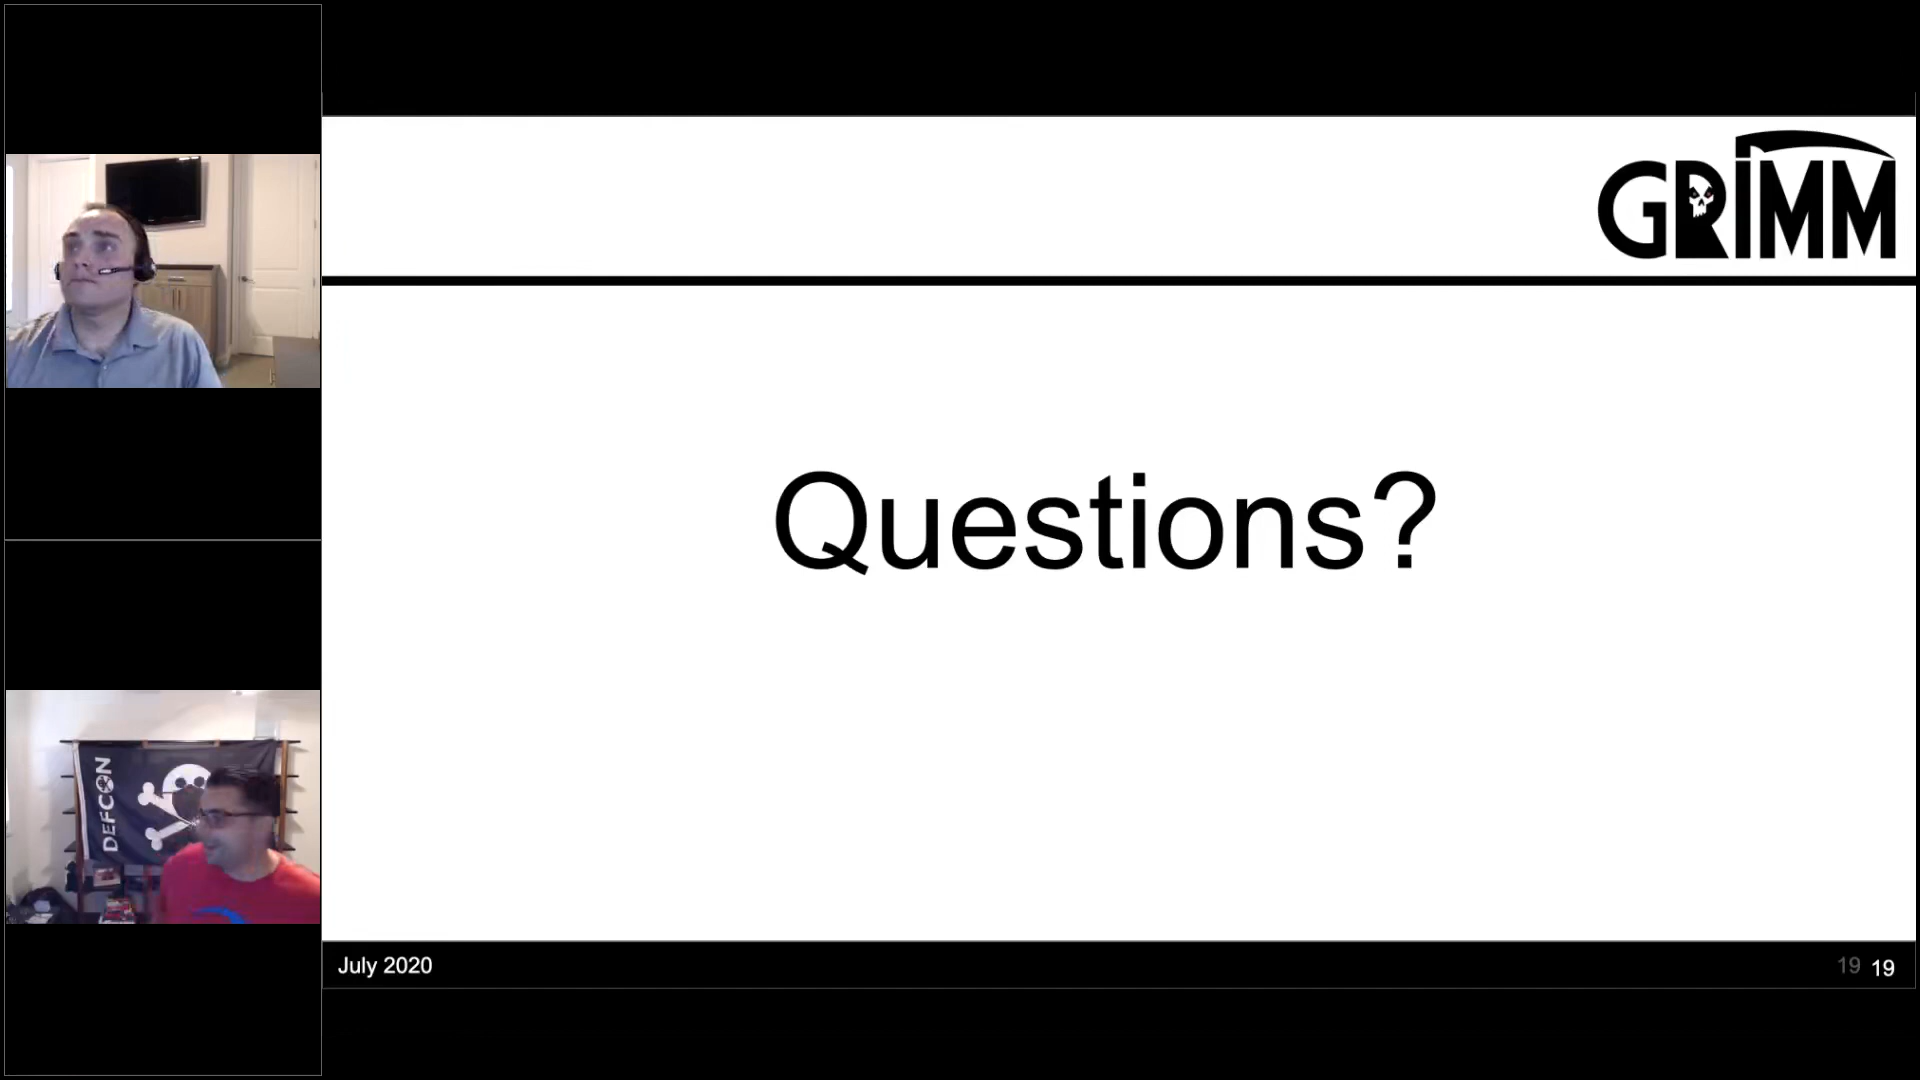 GRIMM
Questions?
DEFCON
July 2020
19 19